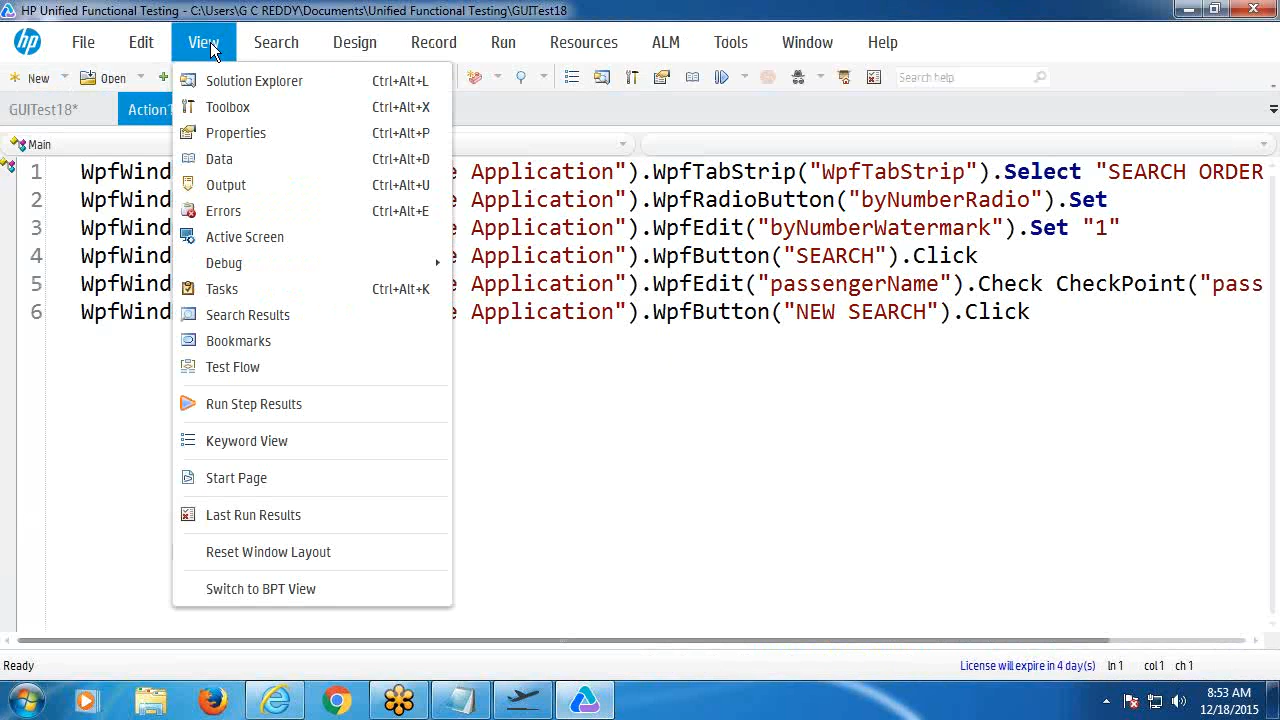 HP Unified Functional Testing - C:\Users\G C REDDY\Documents\Unified Functional Testing\GUITest18
hp File Edit View Search Design Record Run Resources ALM Tools Window Help
New Open Search help
GUITest18* Action1
Main
1 WpfWind e Application").WpfTabStrip("WpfTabStrip").Select "SEARCH ORDER
2 WpfWind e Application").WpfRadioButton("byNumberRadio").Set
3 WpfWind e Application").WpfEdit("byNumberWatermark").Set "1"
4 WpfWind e Application").WpfButton("SEARCH").Click
5 WpfWind e Application").WpfEdit("passengerName").Check CheckPoint("pass
6 WpfWind e Application").WpfButton("NEW SEARCH").Click
Solution Explorer Ctrl+Alt+L
Toolbox Ctrl+Alt+X
Properties Ctrl+Alt+P
Data Ctrl+Alt+D
Output Ctrl+Alt+U
Errors Ctrl+Alt+E
Active Screen
Debug
Tasks Ctrl+Alt+K
Search Results
Bookmarks
Test Flow
Run Step Results
Keyword View
Start Page
Last Run Results
Reset Window Layout
Switch to BPT View
Ready License will expire in 4 day(s) ln 1 col 1 ch 1
8:53 AM
12/18/2015